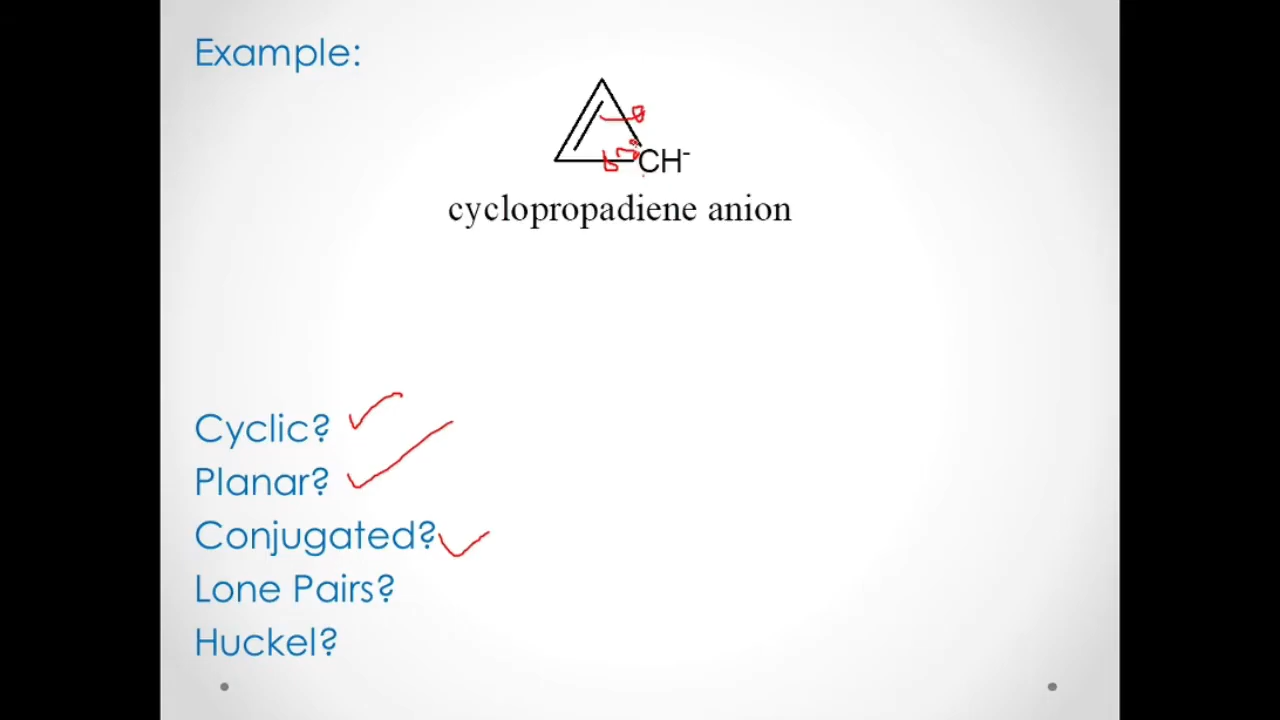 Example:
CH⁻
cyclopropadiene anion
Cyclic?
Planar?
Conjugated?
Lone Pairs?
Huckel?